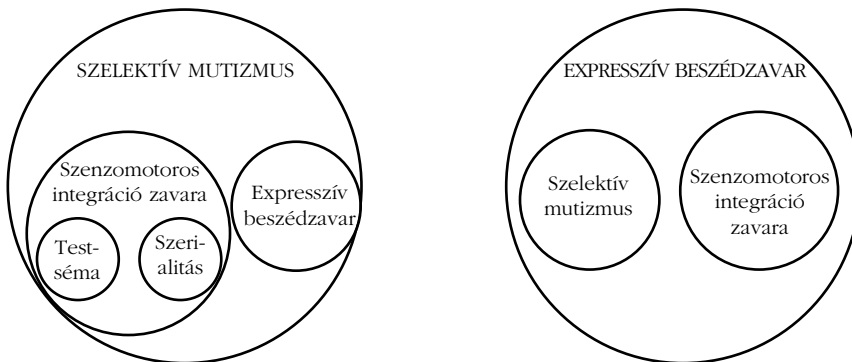 SZELEKTÍV MUTIZMUS
Szenzomotoros
integráció zavara
Test-
séma
Szeri-
alitás
Expresszív
beszédzavar
EXPRESSZÍV BESZÉDZAVAR
Szelektív
mutizmus
Szenzomotoros
integráció
zavara